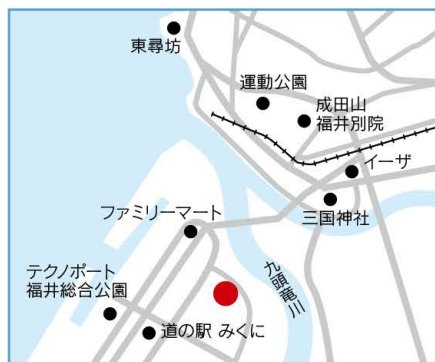 東尋坊
運動公園
成田山
福井別院
イーザ
三国神社
ファミリーマート
九頭竜川
テクノポート
福井総合公園
道の駅 みくに